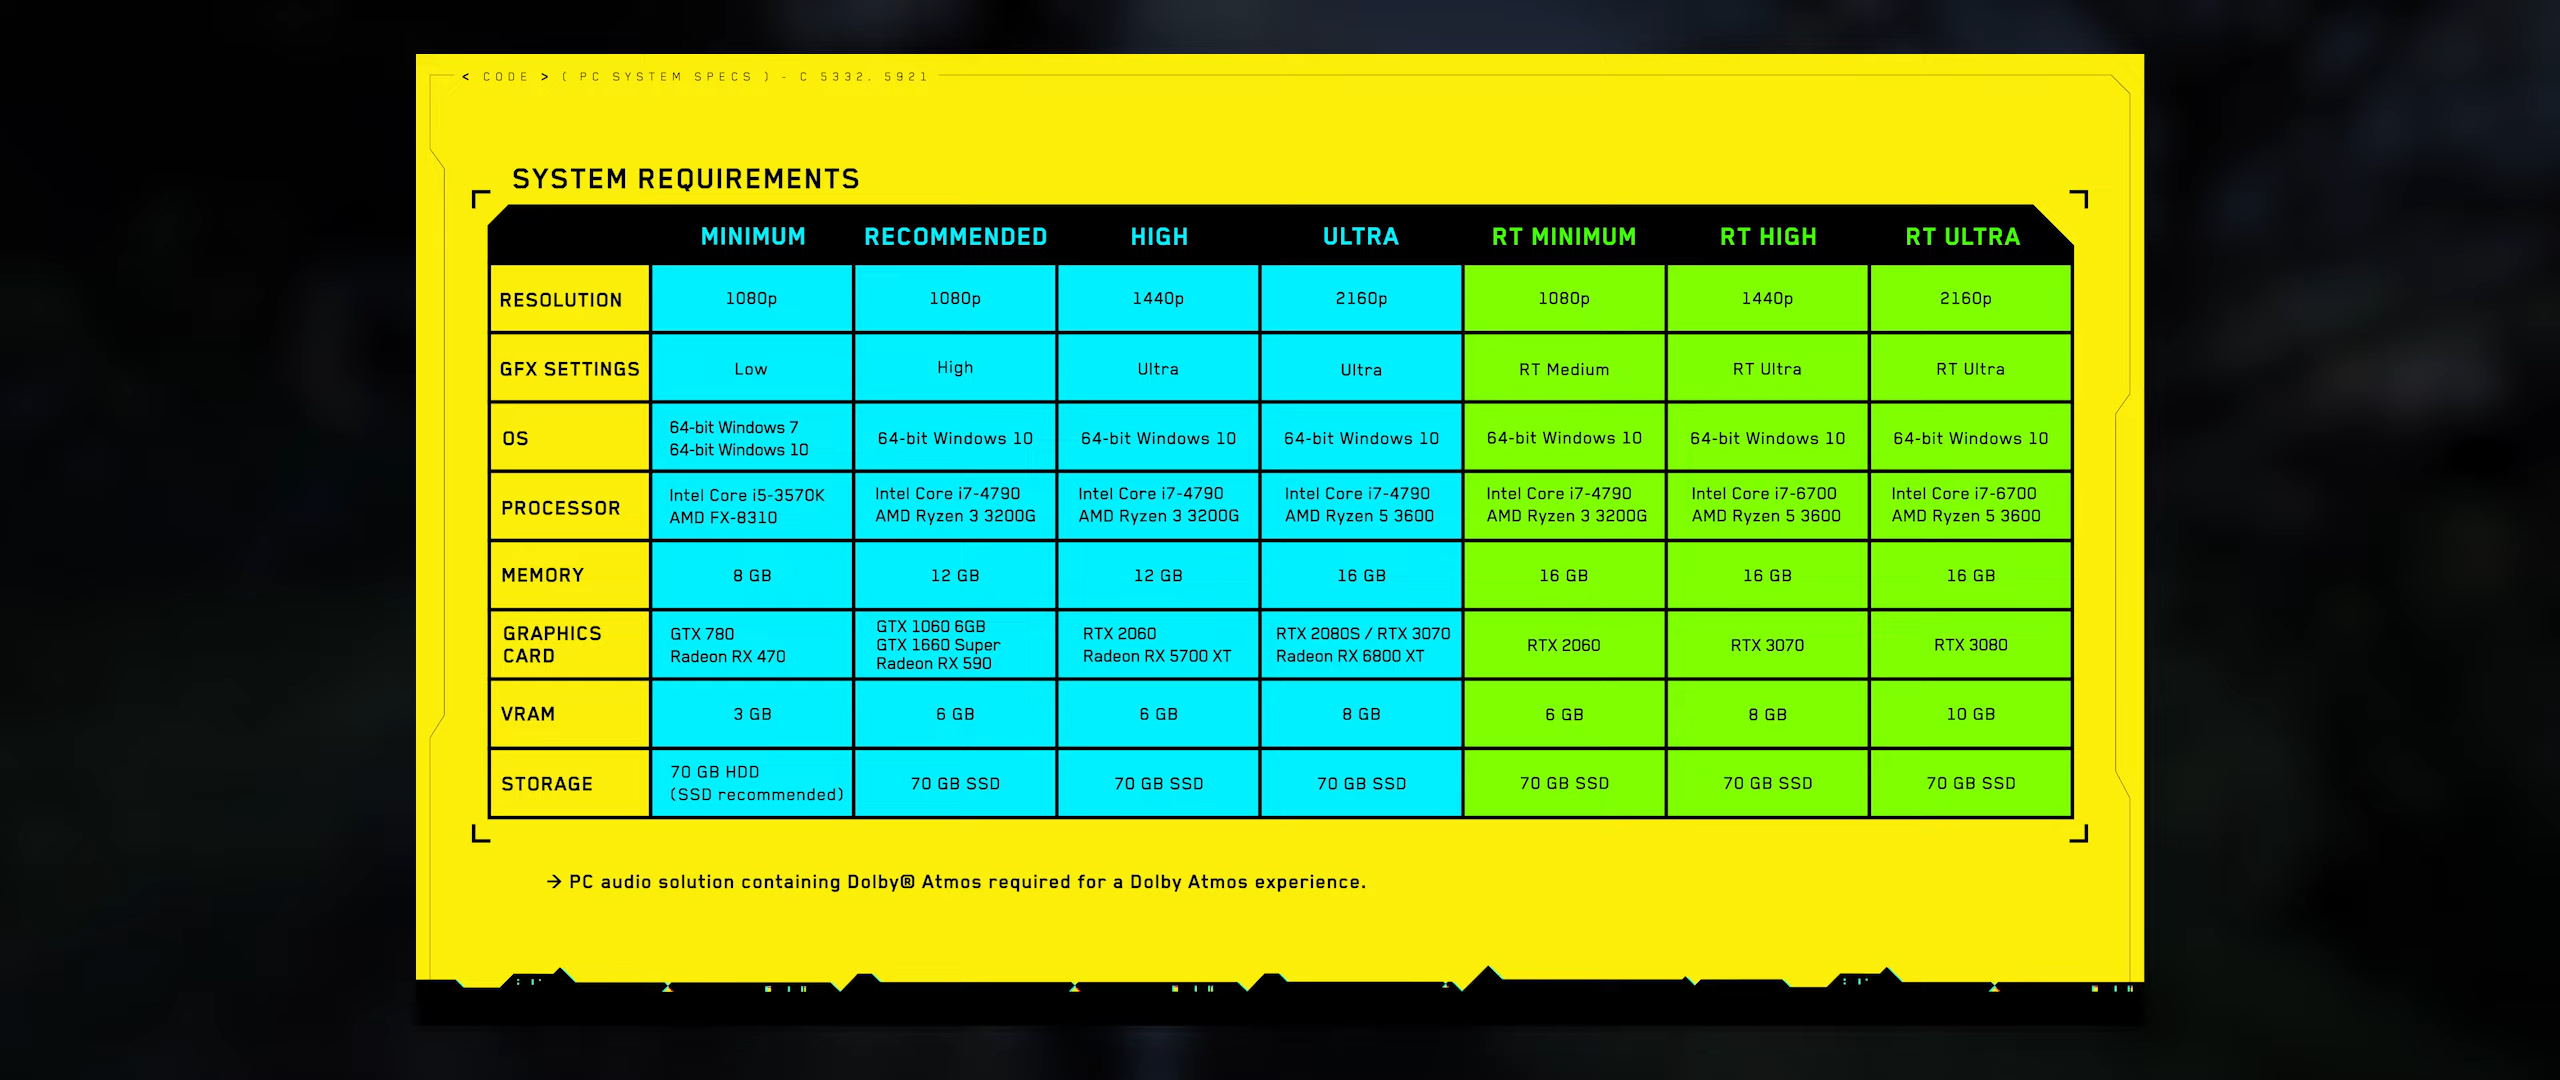 < CODE > ( PC SYSTEM SPECS ) - C 5332. 5921
SYSTEM REQUIREMENTS
MINIMUM RECOMMENDED HIGH ULTRA RT MINIMUM RT HIGH RT ULTRA
RESOLUTION 1080p 1080p 1440p 2160p 1080p 1440p 2160p
GFX SETTINGS Low High Ultra Ultra RT Medium RT Ultra RT Ultra
OS 64-bit Windows 7
64-bit Windows 10 64-bit Windows 10 64-bit Windows 10 64-bit Windows 10 64-bit Windows 10 64-bit Windows 10 64-bit Windows 10
PROCESSOR
Intel Core i5-3570K Intel Core i7-4790 Intel Core i7-4790 Intel Core i7-4790 Intel Core i7-4790 Intel Core i7-6700 Intel Core i7-6700
AMD FX-8310 AMD Ryzen 3 3200G AMD Ryzen 3 3200G AMD Ryzen 5 3600 AMD Ryzen 3 3200G AMD Ryzen 5 3600 AMD Ryzen 5 3600
MEMORY 8 GB 12 GB 12 GB 16 GB 16 GB 16 GB 16 GB
GRAPHICS
CARD
GTX 780
Radeon RX 470
GTX 1060 6GB
GTX 1660 Super
Radeon RX 590
RTX 2060
Radeon RX 5700 XT
RTX 2080S / RTX 3070
Radeon RX 6800 XT
RTX 2060
RTX 3070
RTX 3080
VRAM 3 GB 6 GB 6 GB 8 GB 6 GB 8 GB 10 GB
STORAGE 70 GB HDD
(SSD recommended) 70 GB SSD 70 GB SSD 70 GB SSD 70 GB SSD 70 GB SSD 70 GB SSD
→ PC audio solution containing Dolby® Atmos required for a Dolby Atmos experience.